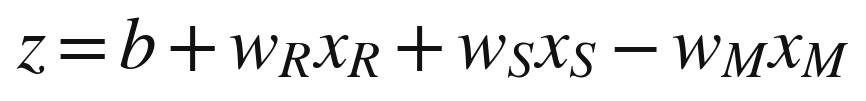 z = b + w_R x_R + w_S x_S − w_M x_M